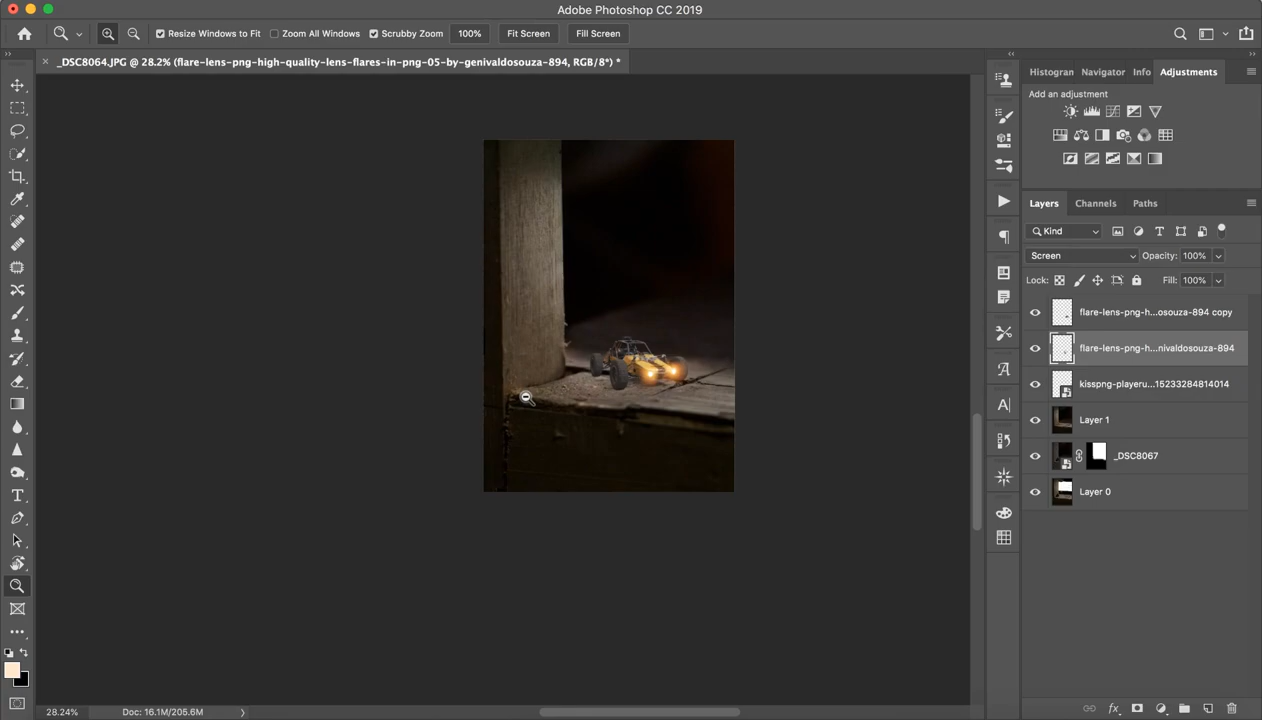 Adobe Photoshop CC 2019
Resize Windows to Fit Zoom All Windows Scrubby Zoom 100% Fit Screen Fill Screen
_DSC8064.JPG @ 28.2% (flare-lens-png-high-quality-lens-flares-in-png-05-by-genivaldosouza-894, RGB/8*) *
Histogran Navigator Info Adjustments
Add an adjustment
Layers Channels Paths
Kind
Screen Opacity: 100%
Lock: Fill: 100%
flare-lens-png-h...osouza-894 copy
flare-lens-png-h...nivaldosouza-894
kisspng-playeru...15233284814014
Layer 1
_DSC8067
Layer 0
28.24% Doc: 16.1M/205.6M